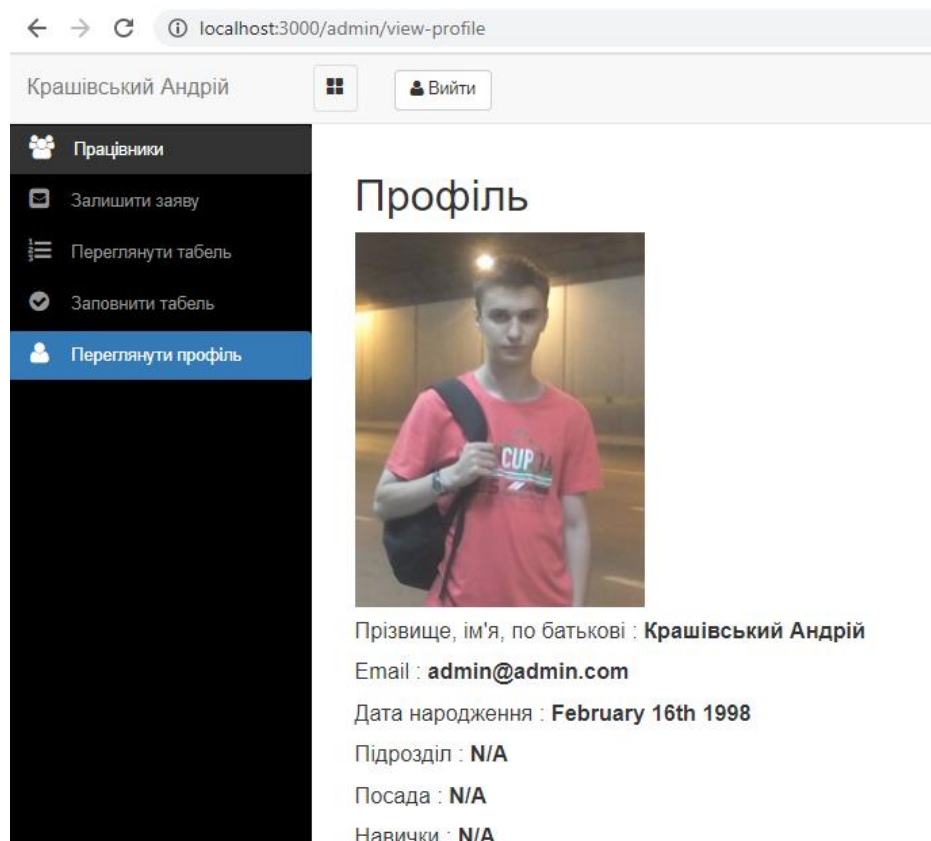 localhost:3000/admin/view-profile
Крашівський Андрій
Вийти
Працівники
Залишити заяву
Переглянути табель
Заповнити табель
Переглянути профіль
Профіль
CUP
Прізвище, ім'я, по батькові : Крашівський Андрій
Email : admin@admin.com
Дата народження : February 16th 1998
Підрозділ : N/A
Посада : N/A
Навички : N/A